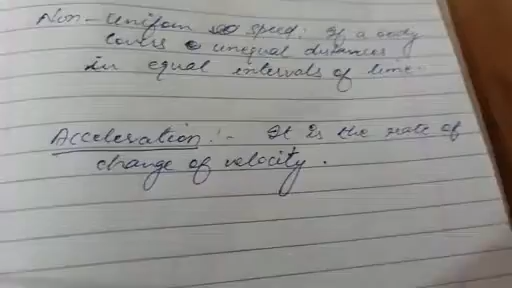 Non-Uniform speed: If a body
covers unequal distances
in equal intervals of time.
Acceleration:- It is the rate of
change of velocity.